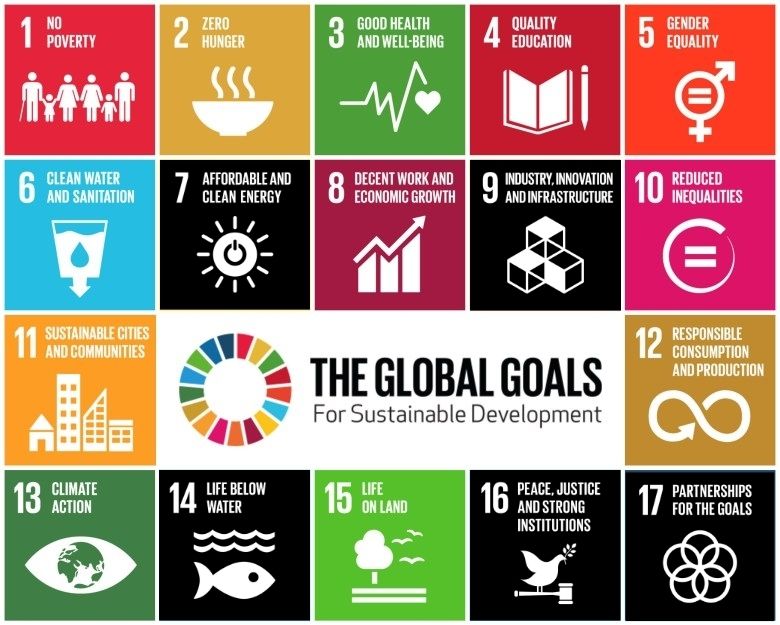 1 NO
POVERTY
2 ZERO
HUNGER
3 GOOD HEALTH
AND WELL-BEING
4 QUALITY
EDUCATION
5 GENDER
EQUALITY
6 CLEAN WATER
AND SANITATION
7 AFFORDABLE AND
CLEAN ENERGY
8 DECENT WORK AND
ECONOMIC GROWTH
9 INDUSTRY, INNOVATION
AND INFRASTRUCTURE
10 REDUCED
INEQUALITIES
11 SUSTAINABLE CITIES
AND COMMUNITIES
THE GLOBAL GOALS
For Sustainable Development
12 RESPONSIBLE
CONSUMPTION
AND PRODUCTION
13 CLIMATE
ACTION
14 LIFE BELOW
WATER
15 LIFE
ON LAND
16 PEACE, JUSTICE
AND STRONG
INSTITUTIONS
17 PARTNERSHIPS
FOR THE GOALS